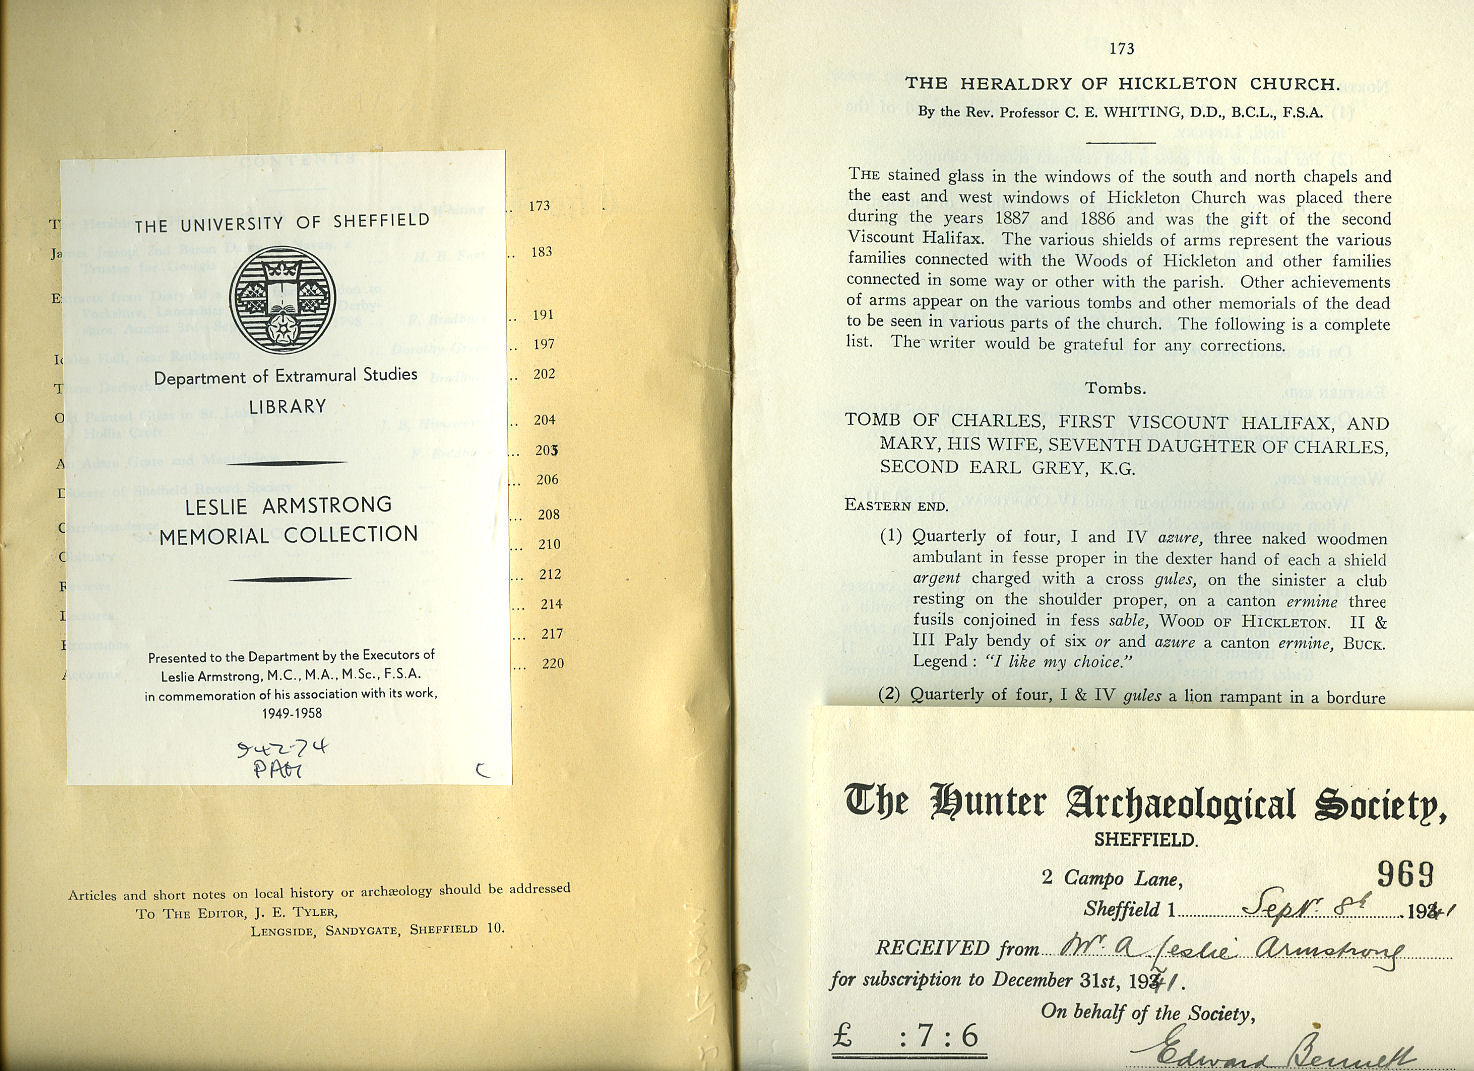 CONTENTS
T
.. 173
Ja
.. 183
E
.. 191
.. 197
T
.. 202
O
.. 204
A
... 205
D
... 206
C
... 208
O
... 210
R
... 212
L
... 214
E
... 217
A
... 220
THE UNIVERSITY OF SHEFFIELD
Department of Extramural Studies
LIBRARY
LESLIE ARMSTRONG
MEMORIAL COLLECTION
Presented to the Department by the Executors of
Leslie Armstrong, M.C., M.A., M.Sc., F.S.A.
in commemoration of his association with its work,
1949-1958
942-74
PAM
C
Articles and short notes on local history or archæology should be addressed
TO THE EDITOR, J. E. TYLER,
LENGSIDE, SANDYGATE, SHEFFIELD 10.
173
THE HERALDRY OF HICKLETON CHURCH.
By the Rev. Professor C. E. WHITING, D.D., B.C.L., F.S.A.
THE stained glass in the windows of the south and north chapels and
the east and west windows of Hickleton Church was placed there
during the years 1887 and 1886 and was the gift of the second
Viscount Halifax. The various shields of arms represent the various
families connected with the Woods of Hickleton and other families
connected in some way or other with the parish. Other achievements
of arms appear on the various tombs and other memorials of the dead
to be seen in various parts of the church. The following is a complete
list. The writer would be grateful for any corrections.
Tombs.
TOMB OF CHARLES, FIRST VISCOUNT HALIFAX, AND
MARY, HIS WIFE, SEVENTH DAUGHTER OF CHARLES,
SECOND EARL GREY, K.G.
EASTERN END.
(1) Quarterly of four, I and IV azure, three naked woodmen
ambulant in fesse proper in the dexter hand of each a shield
argent charged with a cross gules, on the sinister a club
resting on the shoulder proper, on a canton ermine three
fusils conjoined in fess sable, WOOD OF HICKLETON. II &
III Paly bendy of six or and azure a canton ermine, BUCK.
Legend : "I like my choice."
(2) Quarterly of four, I & IV gules a lion rampant in a bordure
The Hunter Archaeological Society,
SHEFFIELD.
2 Campo Lane,
969
Sheffield 1 Septr. 8th 1941
RECEIVED from Mr. A Leslie Armstrong
for subscription to December 31st, 1941.
On behalf of the Society,
£ :7:6
Edward Bennett